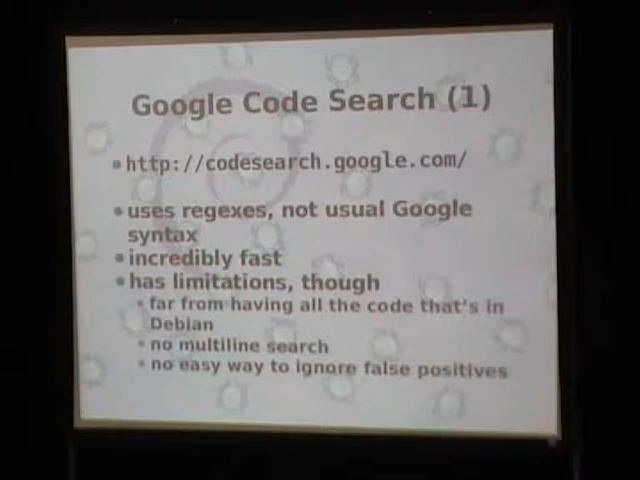 Google Code Search (1)
• http://codesearch.google.com/
• uses regexes, not usual Google
syntax
• incredibly fast
• has limitations, though
• far from having all the code that's in
Debian
• no multiline search
• no easy way to ignore false positives